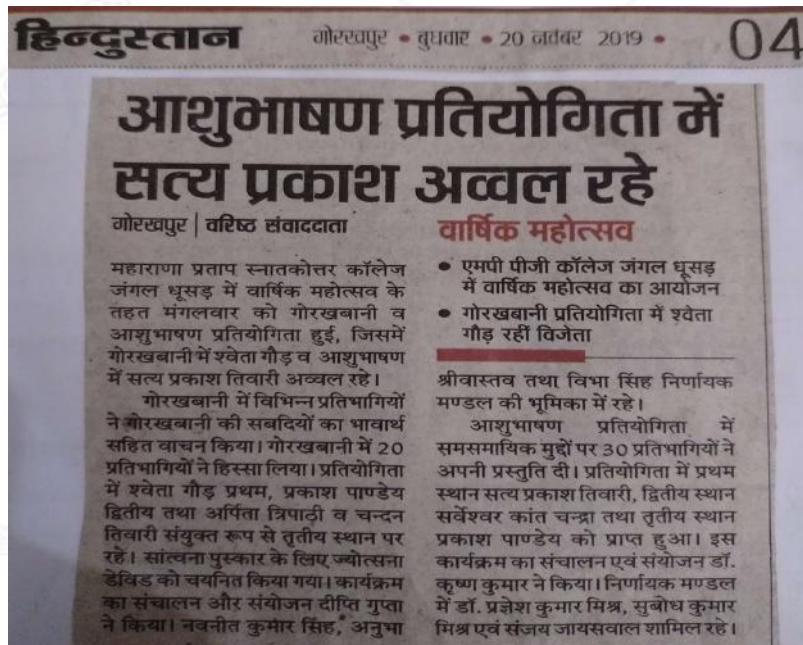 हिन्दुस्तान
गोरखपुर • बुधवार • 20 नवंबर 2019 •
04
आशुभाषण प्रतियोगिता में
सत्य प्रकाश अव्वल रहे
गोरखपुर | वरिष्ठ संवाददाता
महाराणा प्रताप स्नातकोत्तर कॉलेज
जंगल धूसड़ में वार्षिक महोत्सव के
तहत मंगलवार को गोरखबानी व
आशुभाषण प्रतियोगिता हुई, जिसमें
गोरखबानी में श्वेता गौड़ व आशुभाषण
में सत्य प्रकाश तिवारी अव्वल रहे।
गोरखबानी में विभिन्न प्रतिभागियों
ने गोरखबानी की सबदियों का भावार्थ
सहित वाचन किया। गोरखबानी में 20
प्रतिभागियों ने हिस्सा लिया। प्रतियोगिता
में श्वेता गौड़ प्रथम, प्रकाश पाण्डेय
द्वितीय तथा अर्पिता त्रिपाठी व चन्दन
तिवारी संयुक्त रूप से तृतीय स्थान पर
रहे। सांत्वना पुस्कार के लिए ज्योत्सना
डेविड को चयनित किया गया। कार्यक्रम
का संचालन और संयोजन दीप्ति गुप्ता
ने किया। नवनीत कुमार सिंह, अनुभा
वार्षिक महोत्सव
• एमपी पीजी कॉलेज जंगल धूसड़
में वार्षिक महोत्सव का आयोजन
• गोरखबानी प्रतियोगिता में श्वेता
गौड़ रहीं विजेता
श्रीवास्तव तथा विभा सिंह निर्णायक
मण्डल की भूमिका में रहे।
आशुभाषण प्रतियोगिता में
समसमायिक मुद्दों पर 30 प्रतिभागियों ने
अपनी प्रस्तुति दी। प्रतियोगिता में प्रथम
स्थान सत्य प्रकाश तिवारी, द्वितीय स्थान
सर्वेश्वर कांत चन्द्रा तथा तृतीय स्थान
प्रकाश पाण्डेय को प्राप्त हुआ। इस
कार्यक्रम का संचालन एवं संयोजन डॉ.
कृष्ण कुमार ने किया। निर्णायक मण्डल
में डॉ. प्रज्ञेश कुमार मिश्र, सुबोध कुमार
मिश्र एवं संजय जायसवाल शामिल रहे।